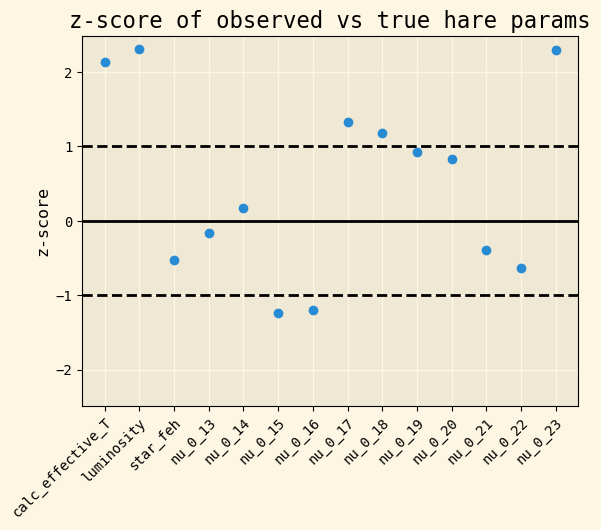 z-score of observed vs true hare params
z-score
2
1
0
−1
−2
calc_effective_T
luminosity
star_feh
nu_0_13
nu_0_14
nu_0_15
nu_0_16
nu_0_17
nu_0_18
nu_0_19
nu_0_20
nu_0_21
nu_0_22
nu_0_23